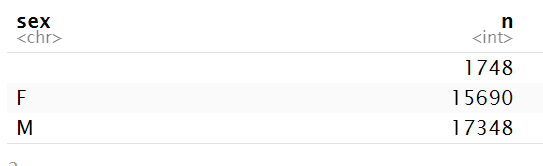 sex n
<chr> <int>
1748
F 15690
M 17348